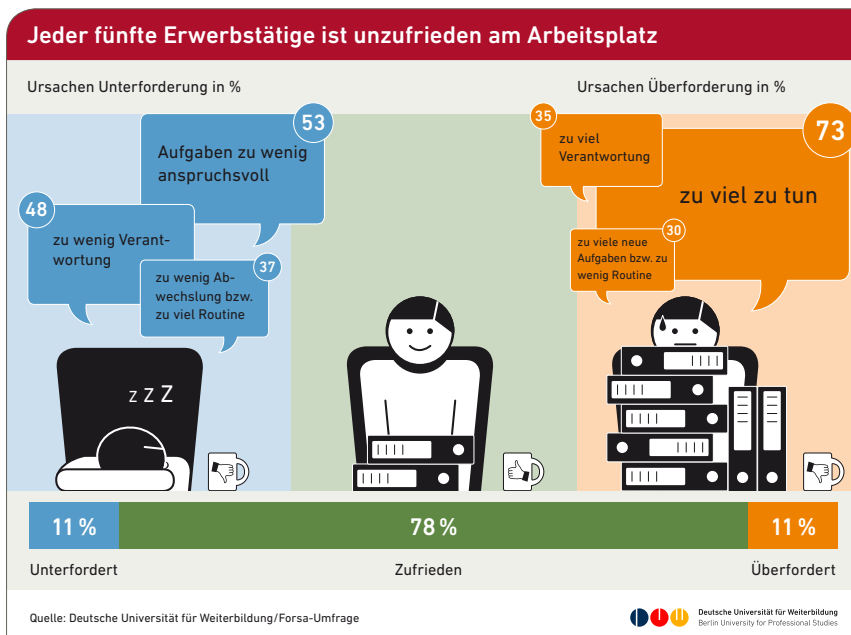 Jeder fünfte Erwerbstätige ist unzufrieden am Arbeitsplatz
Ursachen Unterforderung in %
53
Aufgaben zu wenig
anspruchsvoll
48
zu wenig Verant-
wortung
37
zu wenig Ab-
wechslung bzw.
zu viel Routine
z z Z
Ursachen Überforderung in %
35
zu viel
Verantwortung
73
zu viel zu tun
30
zu viele neue
Aufgaben bzw. zu
wenig Routine
11 %
78 %
11 %
Unterfordert
Zufrieden
Überfordert
Quelle: Deutsche Universität für Weiterbildung/Forsa-Umfrage
Deutsche Universität für Weiterbildung
Berlin University for Professional Studies